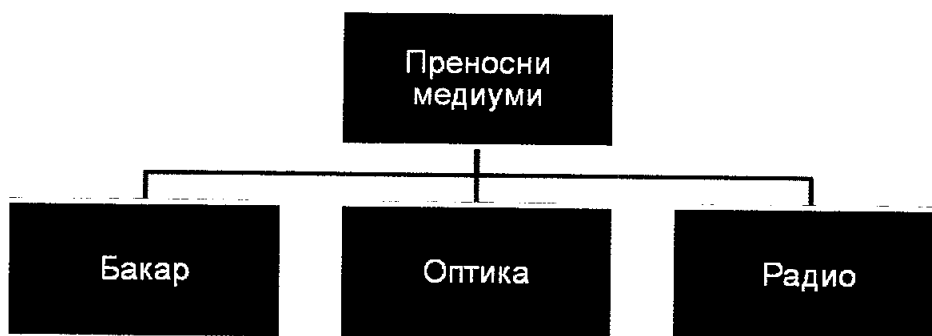 Преносни
медиуми
Бакар
Оптика
Радио